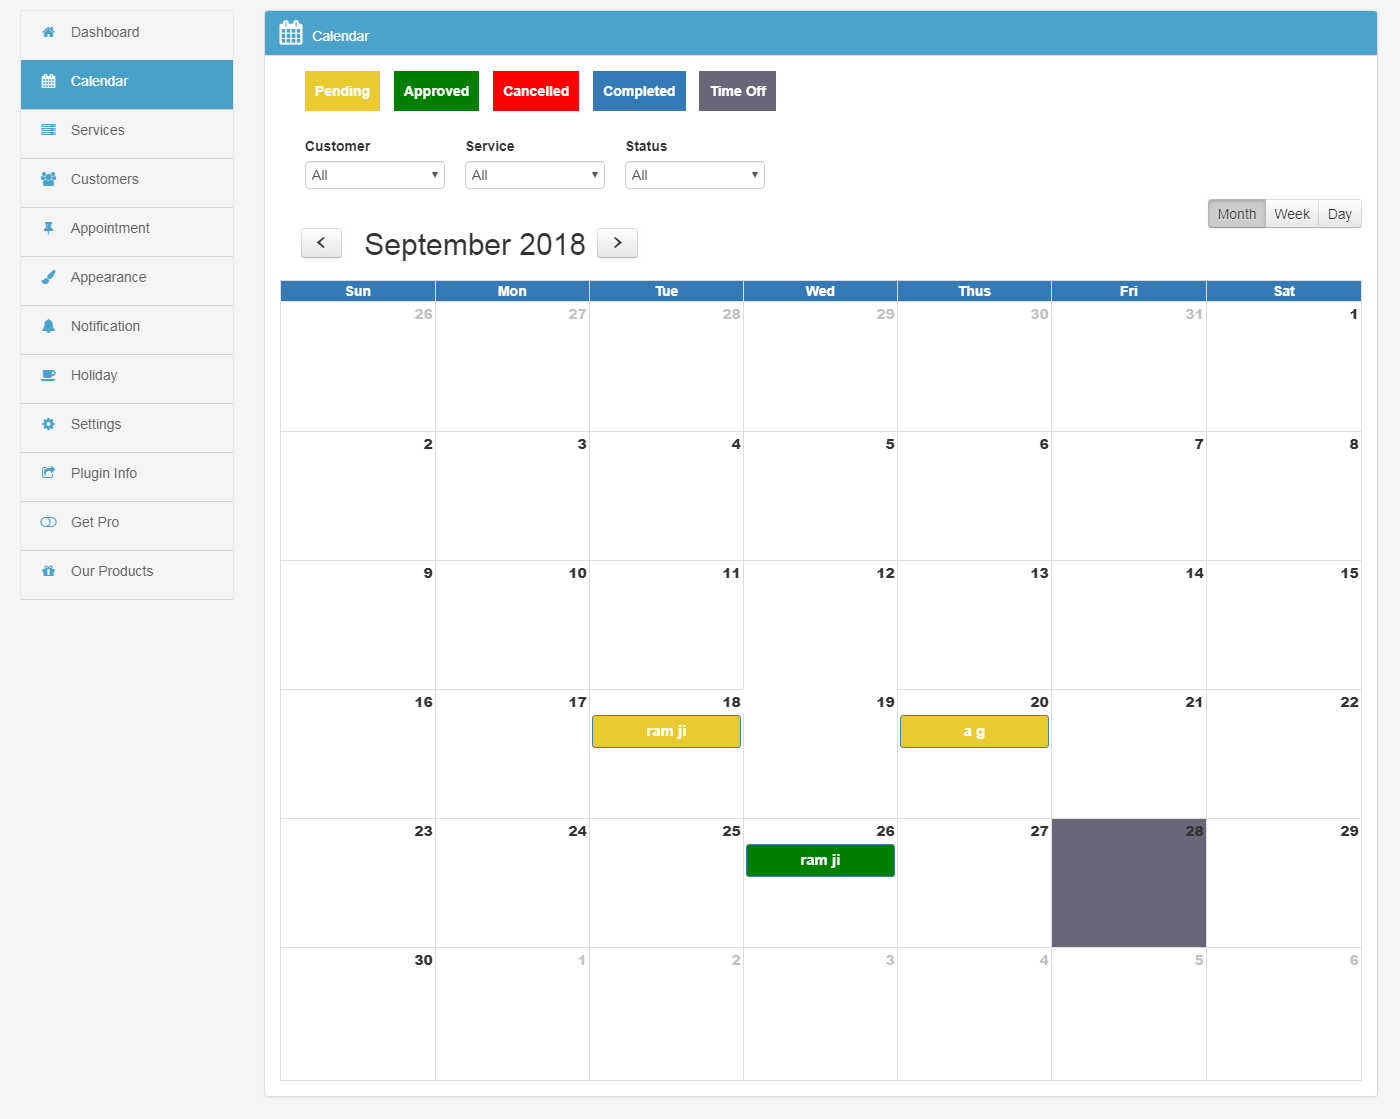 Dashboard
Calendar
Services
Customers
Appointment
Appearance
Notification
Holiday
Settings
Plugin Info
Get Pro
Our Products
Calendar
Pending Approved Cancelled Completed Time Off
Customer Service Status
All All All
Month Week Day
September 2018
Sun Mon Tue Wed Thus Fri Sat
26 27 28 29 30 31 1
2 3 4 5 6 7 8
9 10 11 12 13 14 15
16 17 18 19 20 21 22
ram ji a g
23 24 25 26 27 28 29
ram ji
30 1 2 3 4 5 6